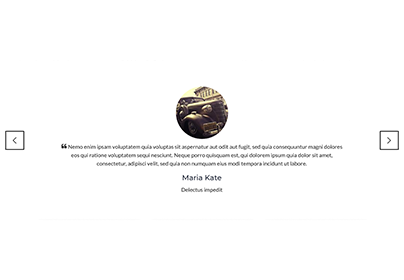 ❝ Nemo enim ipsam voluptatem quia voluptas sit aspernatur aut odit aut fugit, sed quia consequuntur magni dolores
eos qui ratione voluptatem sequi nesciunt. Neque porro quisquam est, qui dolorem ipsum quia dolor sit amet,
consectetur, adipisci velit, sed quia non numquam eius modi tempora incidunt ut labore.
Maria Kate
Delectus impedit